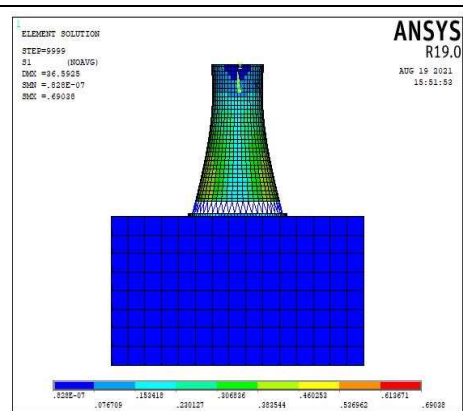 1
ELEMENT SOLUTION
STEP=9999
S1 (NOAVG)
DMX =36.5925
SMN =.828E-07
SMX =.69038
ANSYS
R19.0
AUG 19 2021
15:51:53
.828E-07 .153418 .306836 .460253 .613671
.076709 .230127 .383544 .536962 .69038